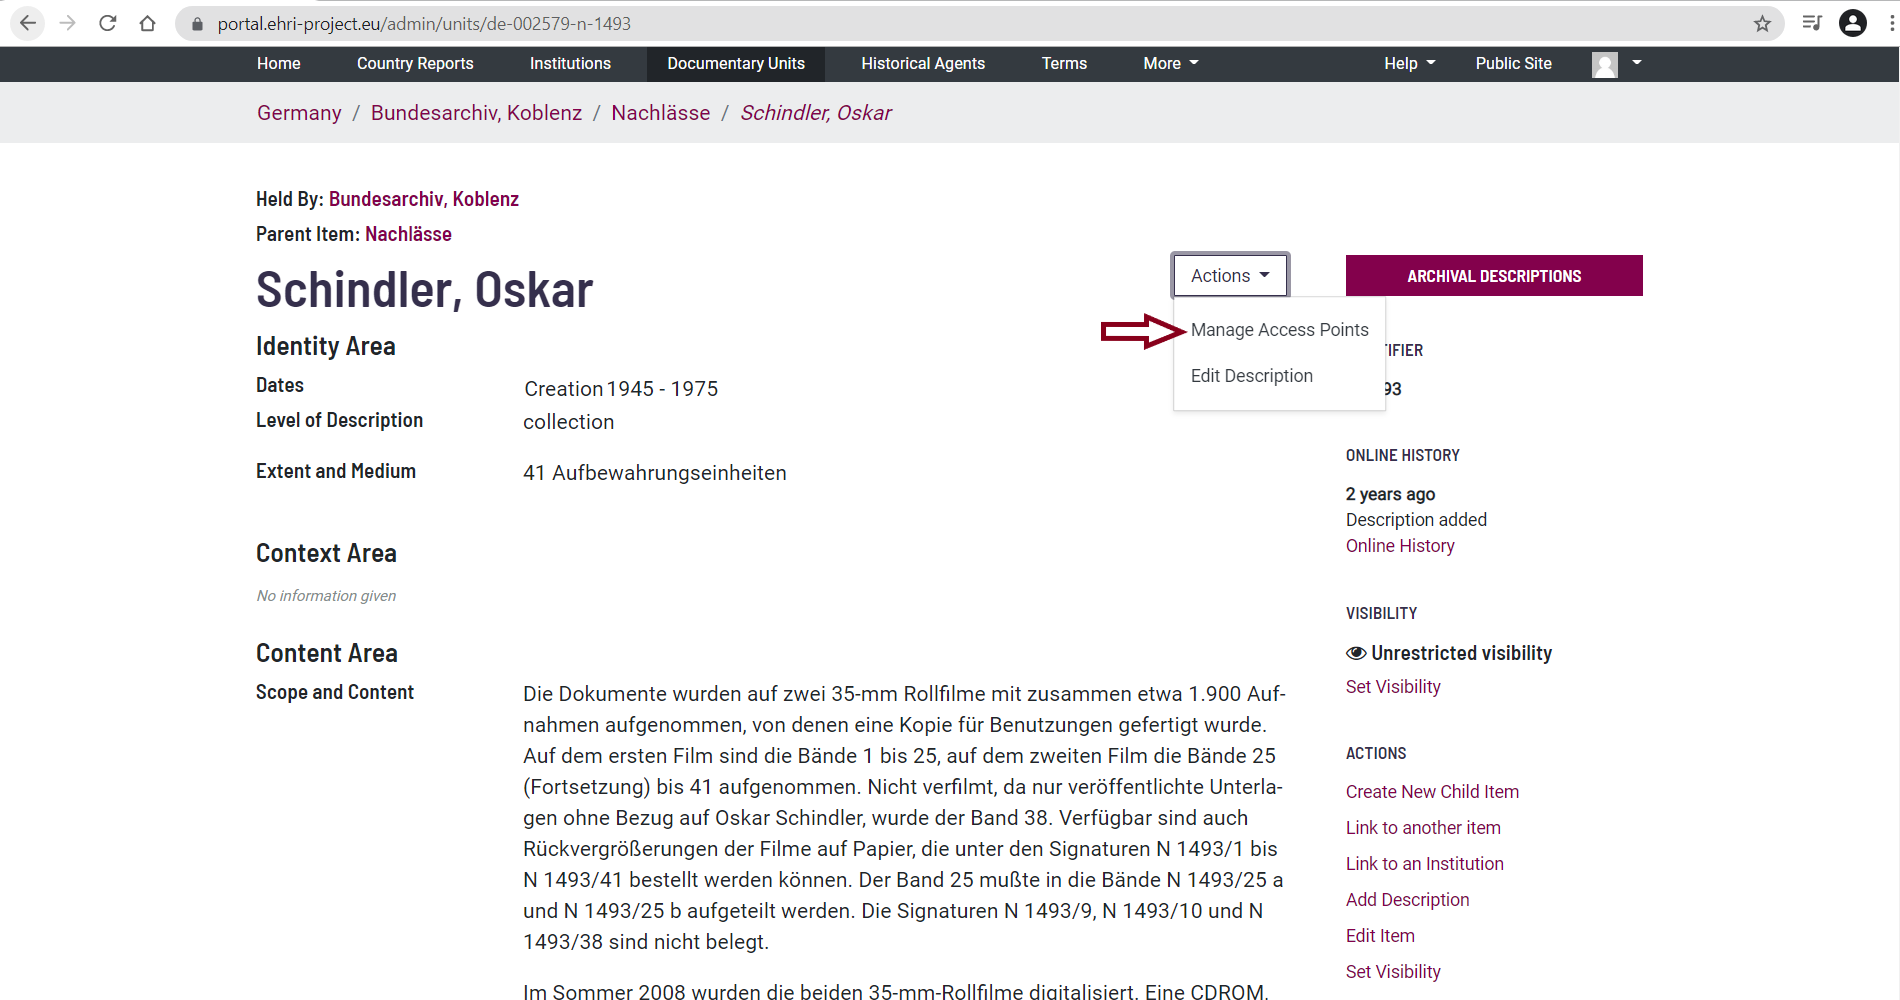 portal.ehri-project.eu/admin/units/de-002579-n-1493
Home Country Reports Institutions Documentary Units Historical Agents Terms More Help Public Site
Germany / Bundesarchiv, Koblenz / Nachlässe / Schindler, Oskar
Held By: Bundesarchiv, Koblenz
Parent Item: Nachlässe
Schindler, Oskar
Identity Area
Dates Creation 1945 - 1975
Level of Description collection
Extent and Medium 41 Aufbewahrungseinheiten
Context Area
No information given
Content Area
Scope and Content Die Dokumente wurden auf zwei 35-mm Rollfilme mit zusammen etwa 1.900 Auf-
nahmen aufgenommen, von denen eine Kopie für Benutzungen gefertigt wurde.
Auf dem ersten Film sind die Bände 1 bis 25, auf dem zweiten Film die Bände 25
(Fortsetzung) bis 41 aufgenommen. Nicht verfilmt, da nur veröffentlichte Unterla-
gen ohne Bezug auf Oskar Schindler, wurde der Band 38. Verfügbar sind auch
Rückvergrößerungen der Filme auf Papier, die unter den Signaturen N 1493/1 bis
N 1493/41 bestellt werden können. Der Band 25 mußte in die Bände N 1493/25 a
und N 1493/25 b aufgeteilt werden. Die Signaturen N 1493/9, N 1493/10 und N
1493/38 sind nicht belegt.
Im Sommer 2008 wurden die beiden 35-mm-Rollfilme digitalisiert. Eine CDROM,
Actions
Manage Access Points
Edit Description
ARCHIVAL DESCRIPTIONS
TIFIER
93
ONLINE HISTORY
2 years ago
Description added
Online History
VISIBILITY
Unrestricted visibility
Set Visibility
ACTIONS
Create New Child Item
Link to another item
Link to an Institution
Add Description
Edit Item
Set Visibility